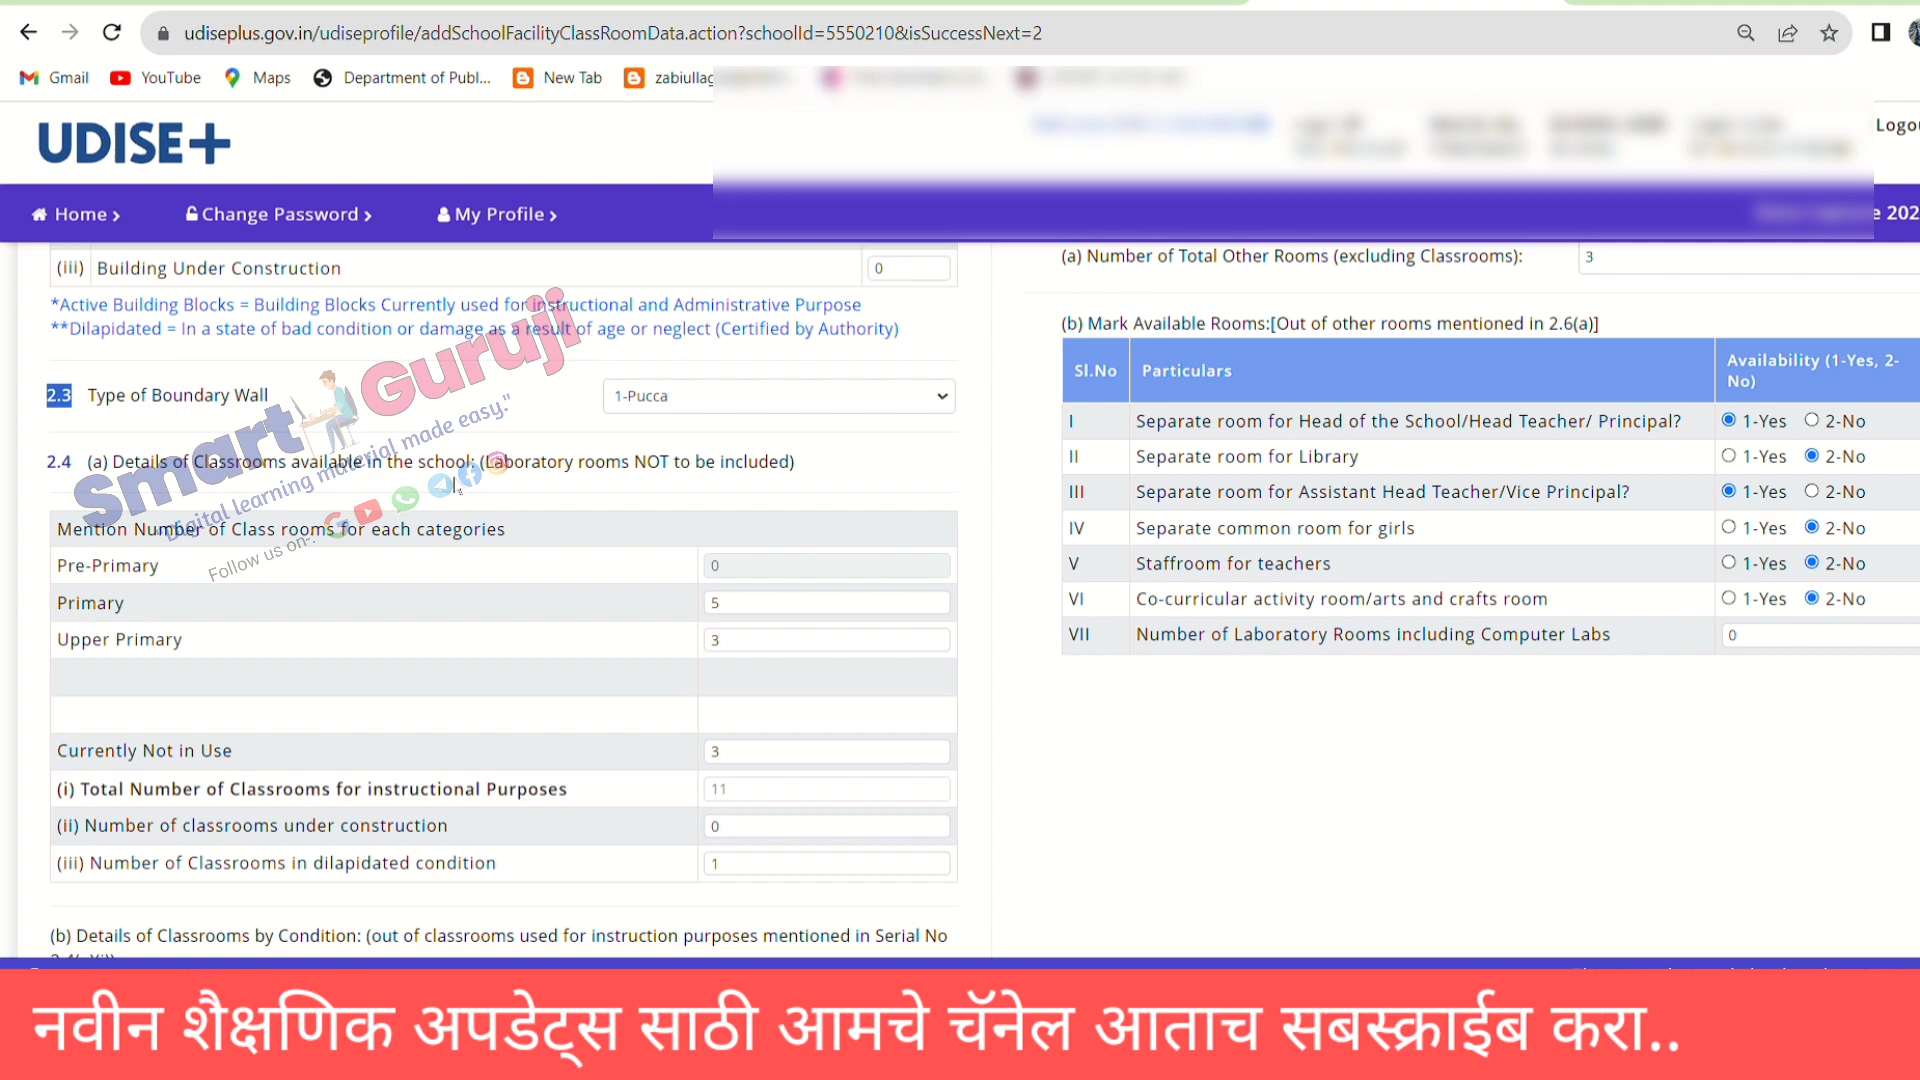 udiseplus.gov.in/udiseprofile/addSchoolFacilityClassRoomData.action?schoolId=5550210&isSuccessNext=2
Gmail YouTube Maps Department of Publ... New Tab
UDISE+
Home Change Password My Profile
(iii) Building Under Construction 0
*Active Building Blocks = Building Blocks Currently used for instructional and Administrative Purpose
**Dilapidated = In a state of bad condition or damage as a result of age or neglect (Certified by Authority)
2.3 Type of Boundary Wall 1-Pucca
2.4 (a) Details of Classrooms available in the school: (Laboratory rooms NOT to be included)
Mention Number of Class rooms for each categories
Pre-Primary 0
Primary 5
Upper Primary 3
Currently Not in Use 3
(i) Total Number of Classrooms for instructional Purposes 11
(ii) Number of classrooms under construction 0
(iii) Number of Classrooms in dilapidated condition 1
(b) Details of Classrooms by Condition: (out of classrooms used for instruction purposes mentioned in Serial No
Smart Guruji
"Digital learning material made easy."
Follow us on-:
(a) Number of Total Other Rooms (excluding Classrooms): 3
(b) Mark Available Rooms:[Out of other rooms mentioned in 2.6(a)]
Sl.No Particulars Availability (1-Yes, 2-
No)
I Separate room for Head of the School/Head Teacher/ Principal? 1-Yes 2-No
II Separate room for Library 1-Yes 2-No
III Separate room for Assistant Head Teacher/Vice Principal? 1-Yes 2-No
IV Separate common room for girls 1-Yes 2-No
V Staffroom for teachers 1-Yes 2-No
VI Co-curricular activity room/arts and crafts room 1-Yes 2-No
VII Number of Laboratory Rooms including Computer Labs 0
नवीन शैक्षणिक अपडेट्स साठी आमचे चॅनेल आताच सबस्क्राईब करा..